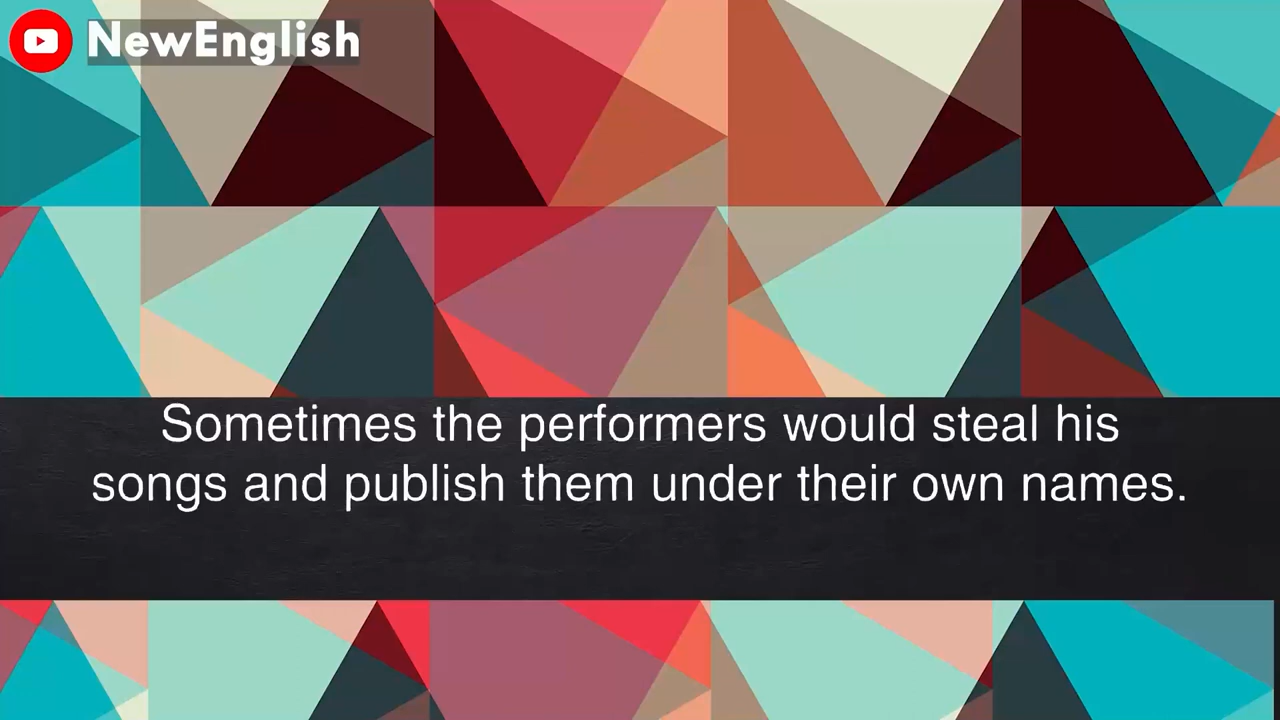 NewEnglish
Sometimes the performers would steal his
songs and publish them under their own names.